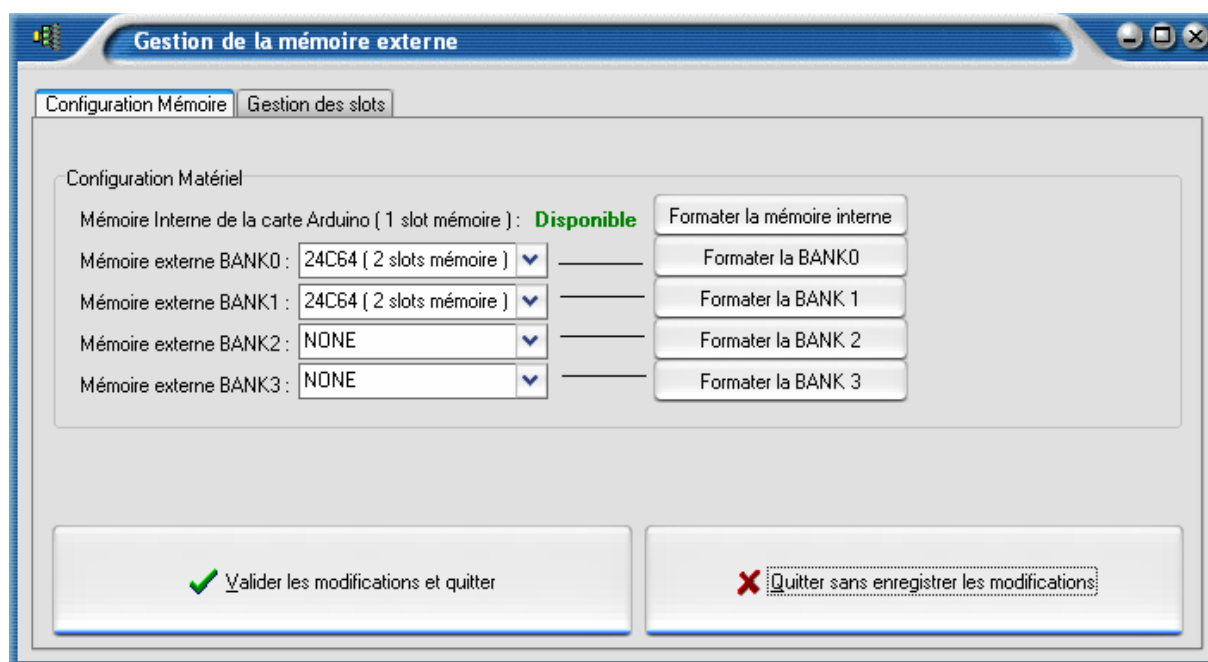 Gestion de la mémoire externe
Configuration Mémoire Gestion des slots
Configuration Matériel
Mémoire Interne de la carte Arduino ( 1 slot mémoire ) : Disponible Formater la mémoire interne
Mémoire externe BANK0 : 24C64 ( 2 slots mémoire ) Formater la BANK0
Mémoire externe BANK1 : 24C64 ( 2 slots mémoire ) Formater la BANK 1
Mémoire externe BANK2 : NONE Formater la BANK 2
Mémoire externe BANK3 : NONE Formater la BANK 3
Valider les modifications et quitter Quitter sans enregistrer les modifications